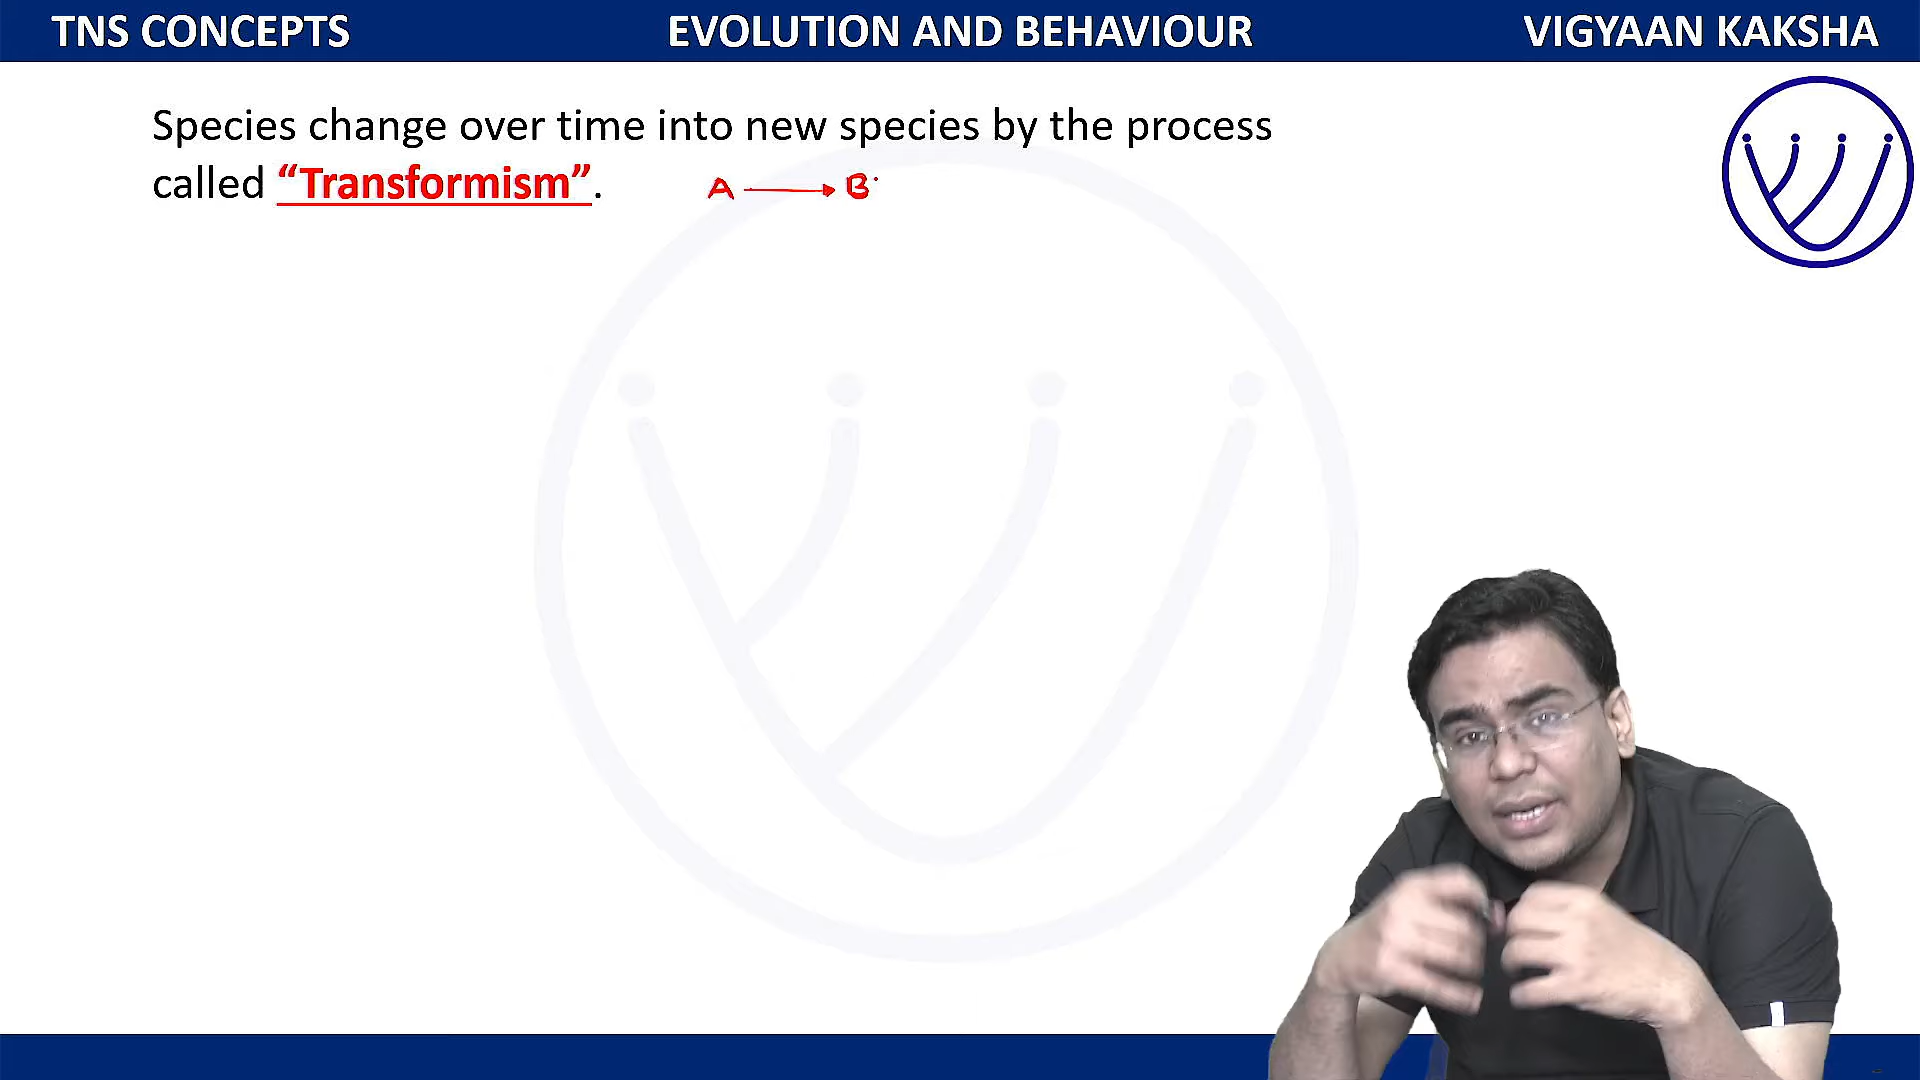 TNS CONCEPTS EVOLUTION AND BEHAVIOUR VIGYAAN KAKSHA
Species change over time into new species by the process
called “Transformism”. A → B